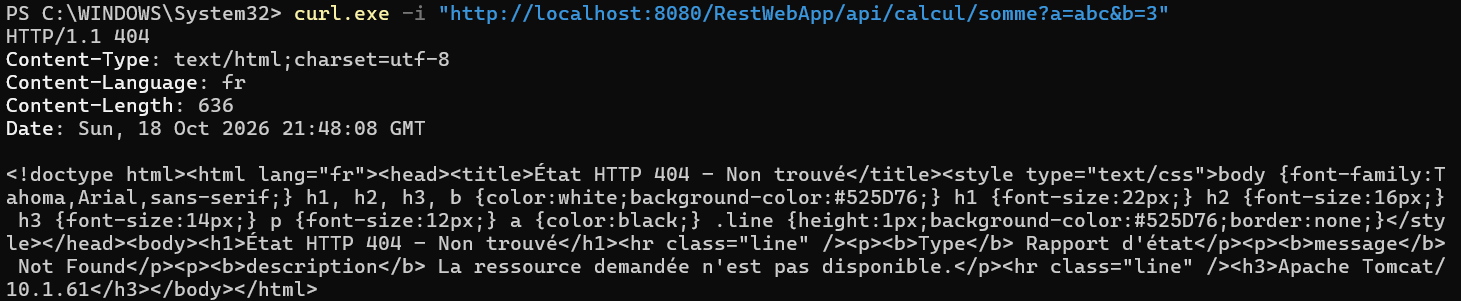 PS C:\WINDOWS\System32> curl.exe -i "http://localhost:8080/RestWebApp/api/calcul/somme?a=abc&b=3"
HTTP/1.1 404
Content-Type: text/html;charset=utf-8
Content-Language: fr
Content-Length: 636
Date: Sun, 18 Oct 2026 21:48:08 GMT

<!doctype html><html lang="fr"><head><title>État HTTP 404 – Non trouvé</title><style type="text/css">body {font-family:T
ahoma,Arial,sans-serif;} h1, h2, h3, b {color:white;background-color:#525D76;} h1 {font-size:22px;} h2 {font-size:16px;}
 h3 {font-size:14px;} p {font-size:12px;} a {color:black;} .line {height:1px;background-color:#525D76;border:none;}</sty
le></head><body><h1>État HTTP 404 – Non trouvé</h1><hr class="line" /><p><b>Type</b> Rapport d'état</p><p><b>message</b>
 Not Found</p><p><b>description</b> La ressource demandée n'est pas disponible.</p><hr class="line" /><h3>Apache Tomcat/
10.1.61</h3></body></html>